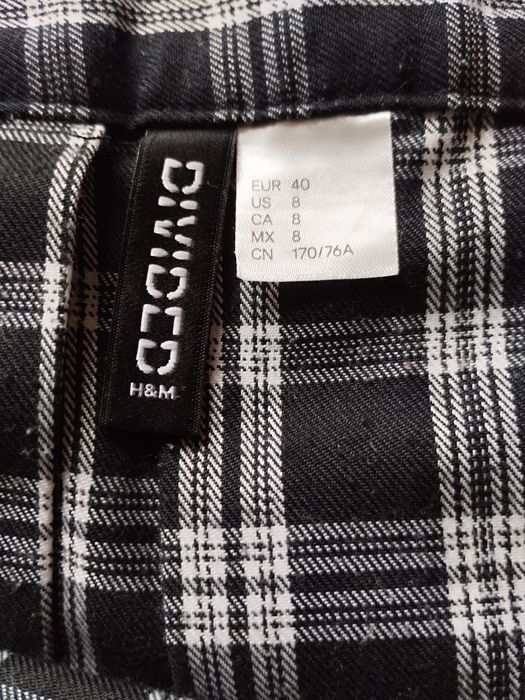 DIVIDED
H&M
EUR 40
US 8
CA 8
MX 8
CN 170/76A